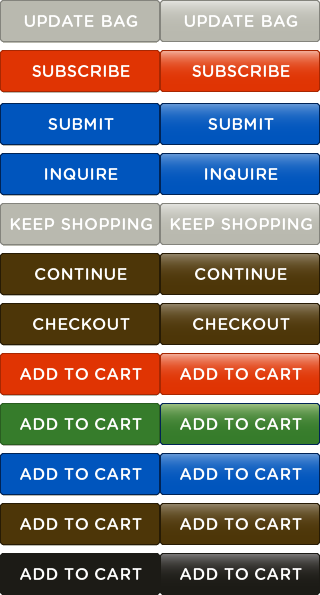 UPDATE BAG UPDATE BAG
SUBSCRIBE SUBSCRIBE
SUBMIT SUBMIT
INQUIRE INQUIRE
KEEP SHOPPING KEEP SHOPPING
CONTINUE CONTINUE
CHECKOUT CHECKOUT
ADD TO CART ADD TO CART
ADD TO CART ADD TO CART
ADD TO CART ADD TO CART
ADD TO CART ADD TO CART
ADD TO CART ADD TO CART